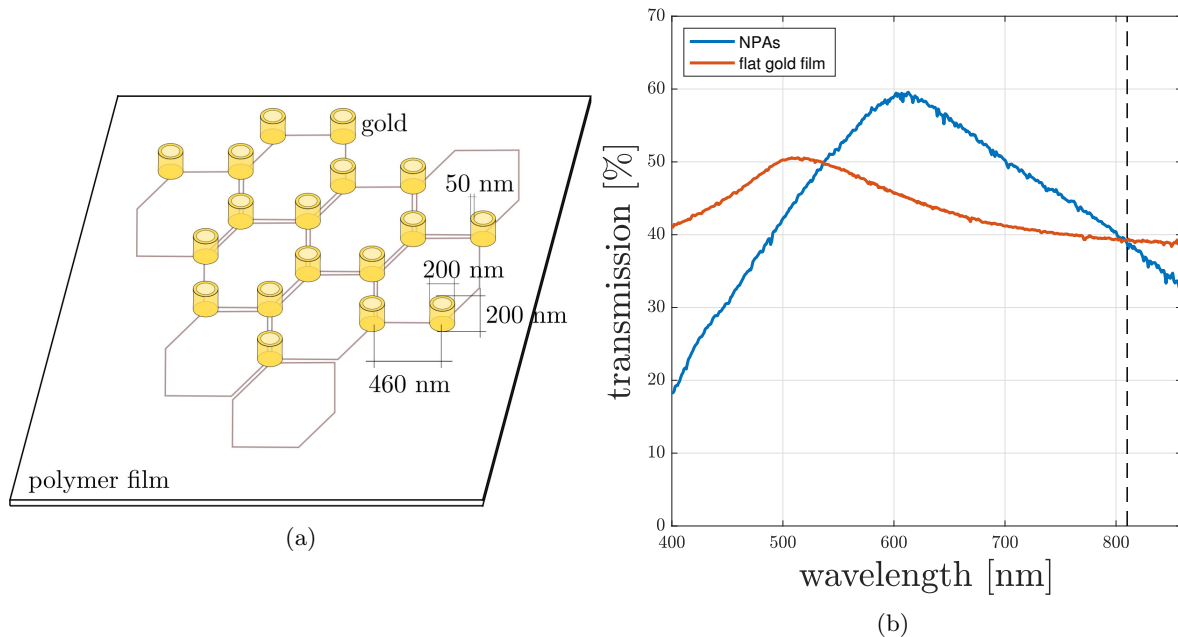 gold
50 nm
200 nm
200 nm
460 nm
polymer film
(a)
70
60
50
40
30
20
10
0
transmission [%]
NPAs
flat gold film
400
500
600
700
800
wavelength [nm]
(b)